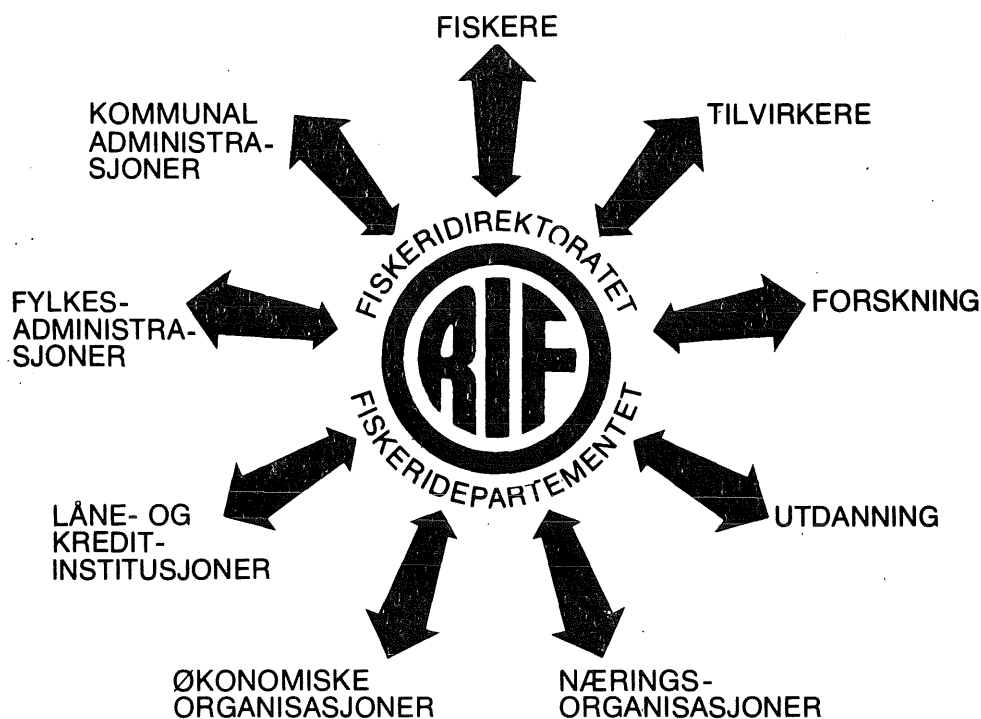 FISKERE
KOMMUNAL
ADMINISTRA-
SJONER
TILVIRKERE
FISKERIDIREKTORATET
FYLKES-
ADMINISTRA-
SJONER
RIF
FORSKNING
FISKERIDEPARTEMENTET
LÅNE- OG
KREDIT-
INSTITUSJONER
UTDANNING
ØKONOMISKE
ORGANISASJONER
NÆRINGS-
ORGANISASJONER